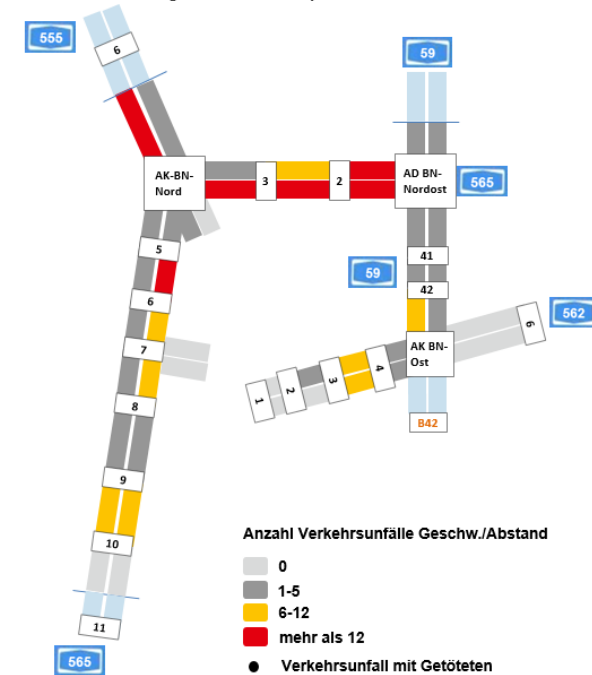 555
6
59
AK-BN-
Nord
3
2
AD BN-
Nordost
565
5
41
59
42
6
562
6
7
AK BN-
Ost
4
3
2
1
8
B42
9
10
11
565
Anzahl Verkehrsunfälle Geschw./Abstand
0
1-5
6-12
mehr als 12
Verkehrsunfall mit Getöteten